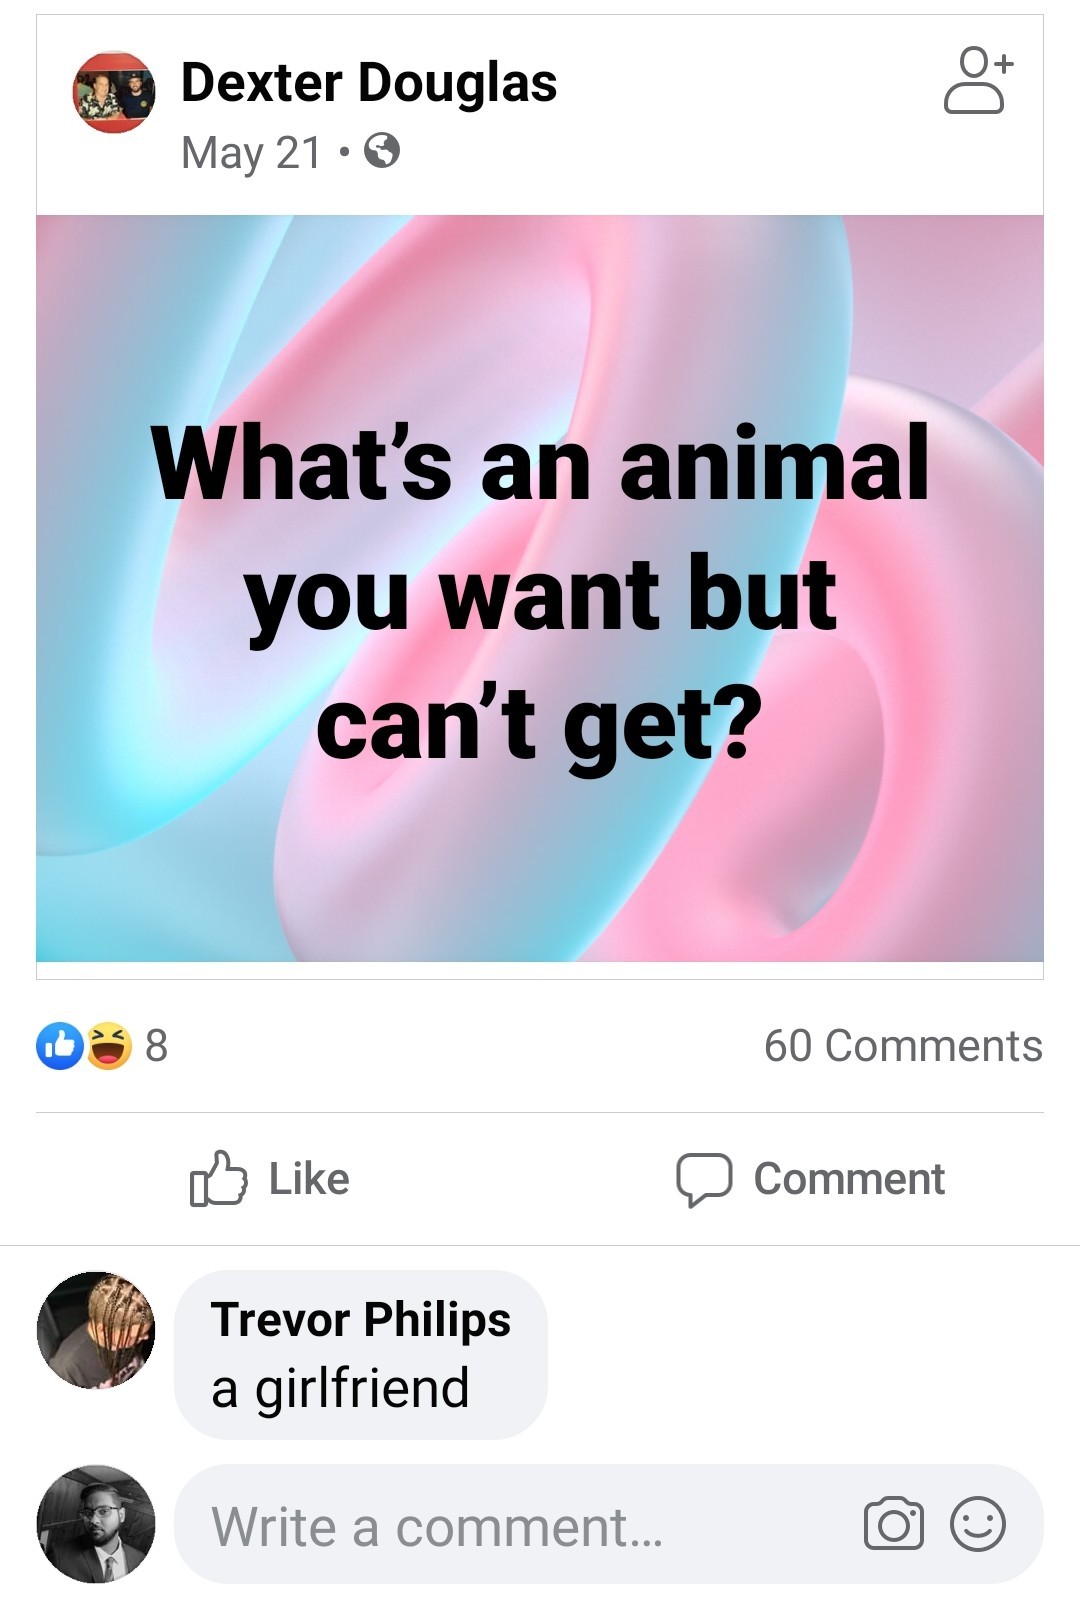 Dexter Douglas
May 21 •
What's an animal
you want but
can't get?
8
60 Comments
Like
Comment
Trevor Philips
a girlfriend
Write a comment...